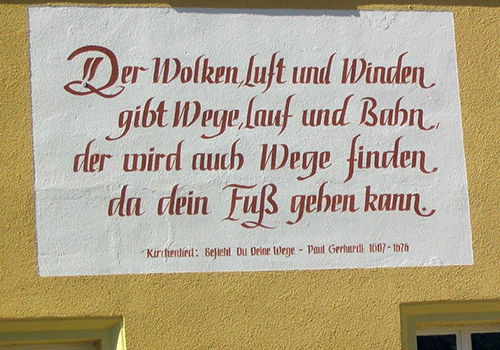 Der Wolken, Luft und Winden
gibt Wege, Lauf und Bahn,
der wird auch Wege finden,
da dein Fuß gehen kann.
Kirchenlied: Befiehl Du Deine Wege - Paul Gerhardt 1607-1676